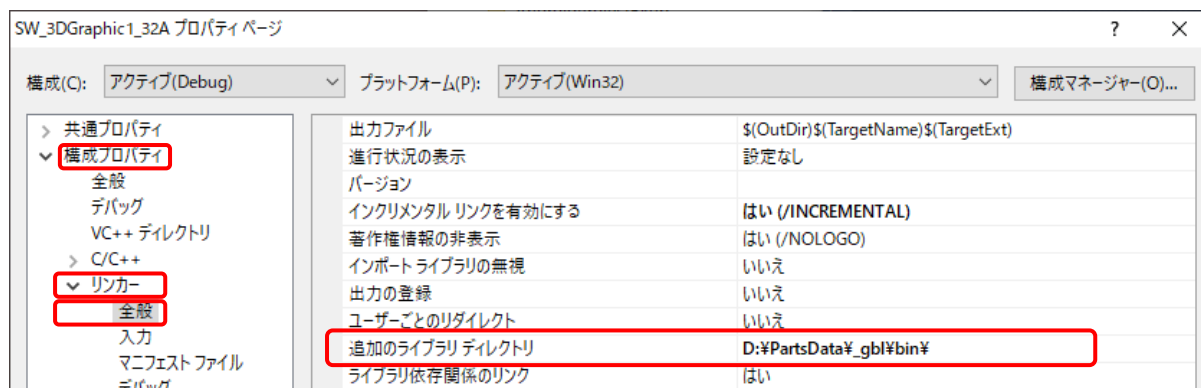 SW_3DGraphic1_32A プロパティ ページ
? ×
構成(C): アクティブ(Debug) プラットフォーム(P): アクティブ(Win32) 構成マネージャー(O)...
共通プロパティ
構成プロパティ
全般
デバッグ
VC++ ディレクトリ
C/C++
リンカー
全般
入力
マニフェスト ファイル
デバッグ
出力ファイル $(OutDir)$(TargetName)$(TargetExt)
進行状況の表示 設定なし
バージョン
インクリメンタル リンクを有効にする はい (/INCREMENTAL)
著作権情報の非表示 はい (/NOLOGO)
インポート ライブラリの無視 いいえ
出力の登録 いいえ
ユーザーごとのリダイレクト いいえ
追加のライブラリ ディレクトリ D:¥PartsData¥_gbl¥bin¥
ライブラリ依存関係のリンク はい